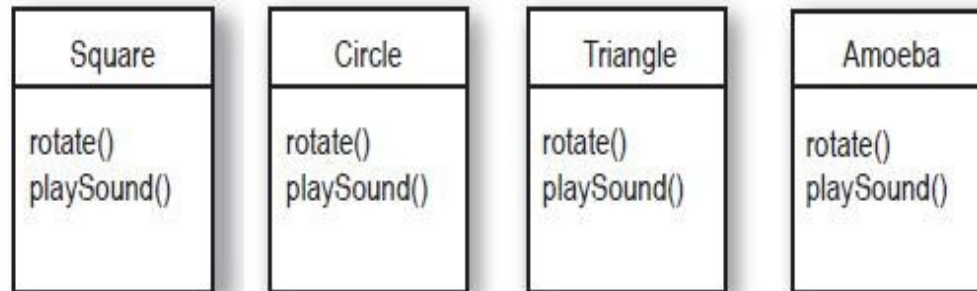 Square
rotate()
playSound()
Circle
rotate()
playSound()
Triangle
rotate()
playSound()
Amoeba
rotate()
playSound()